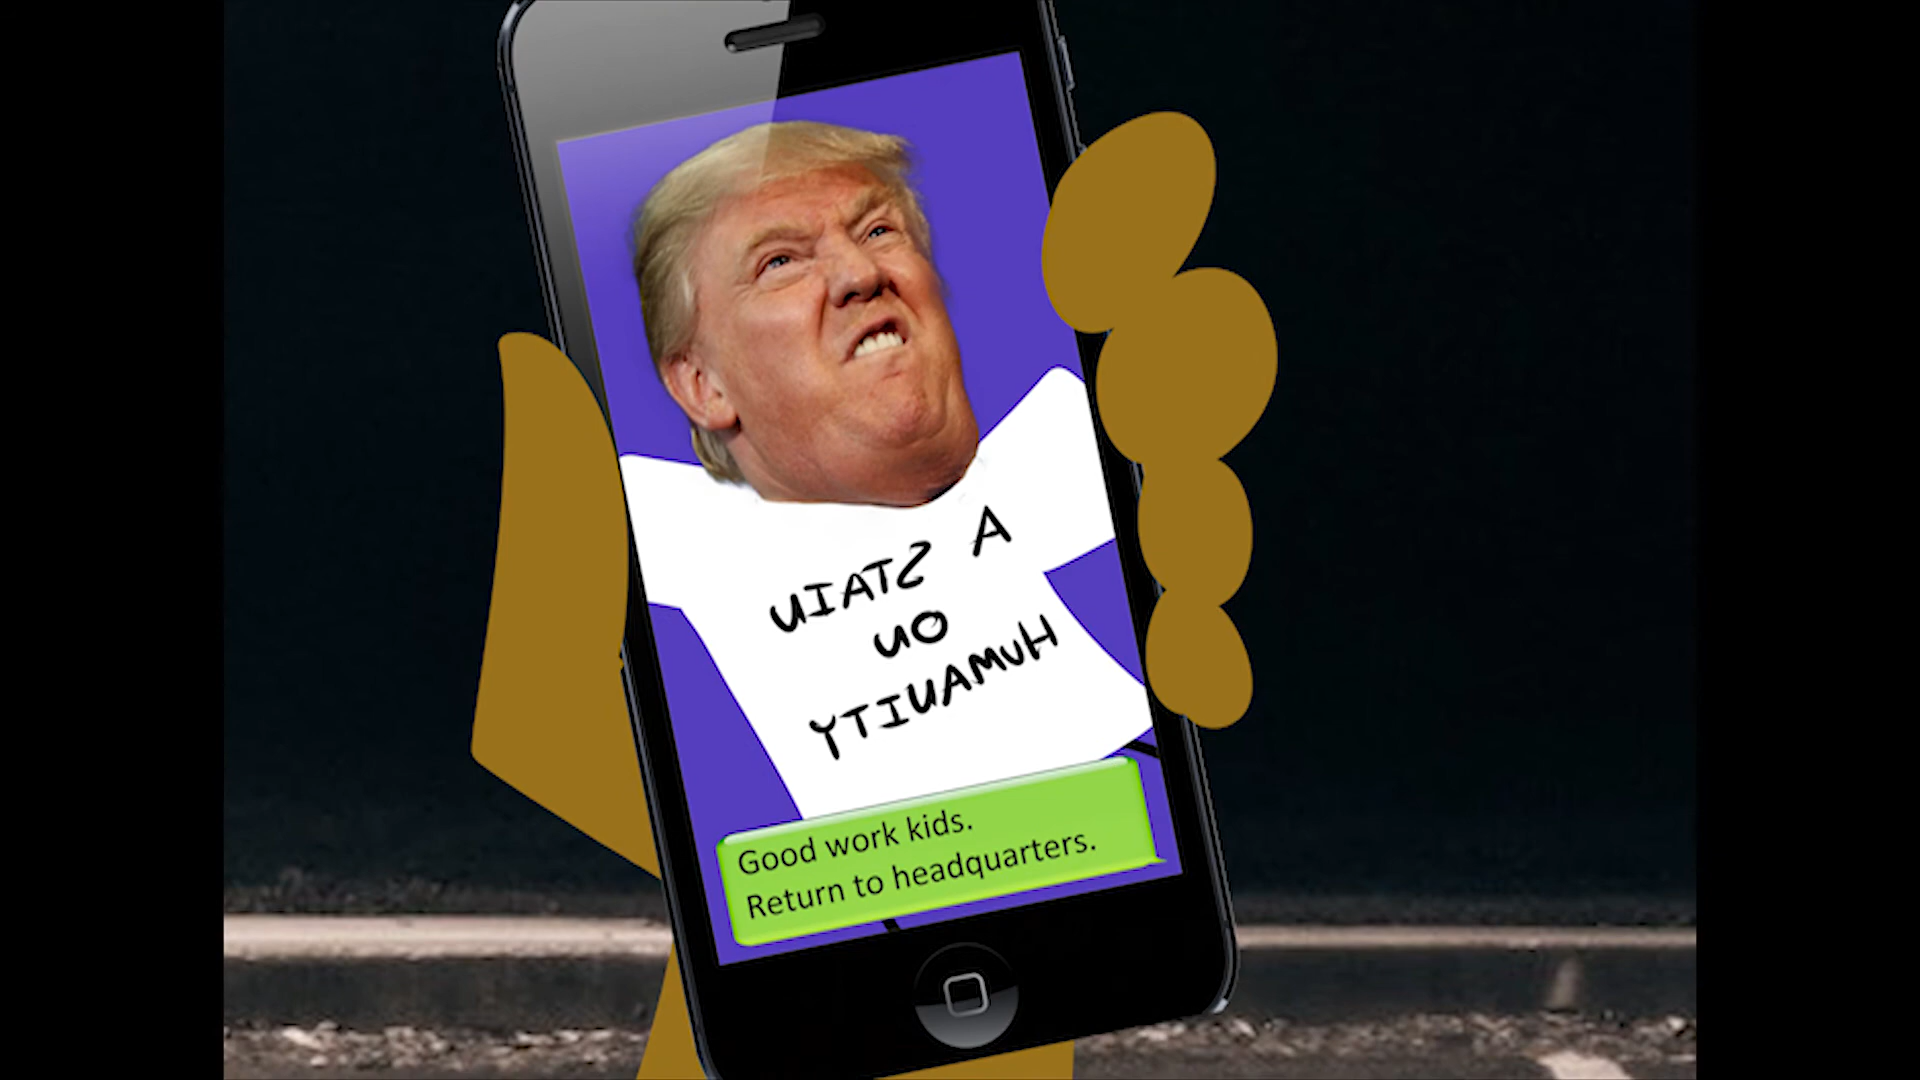 A STAIN
ON
HUMANITY
Good work kids.
Return to headquarters.